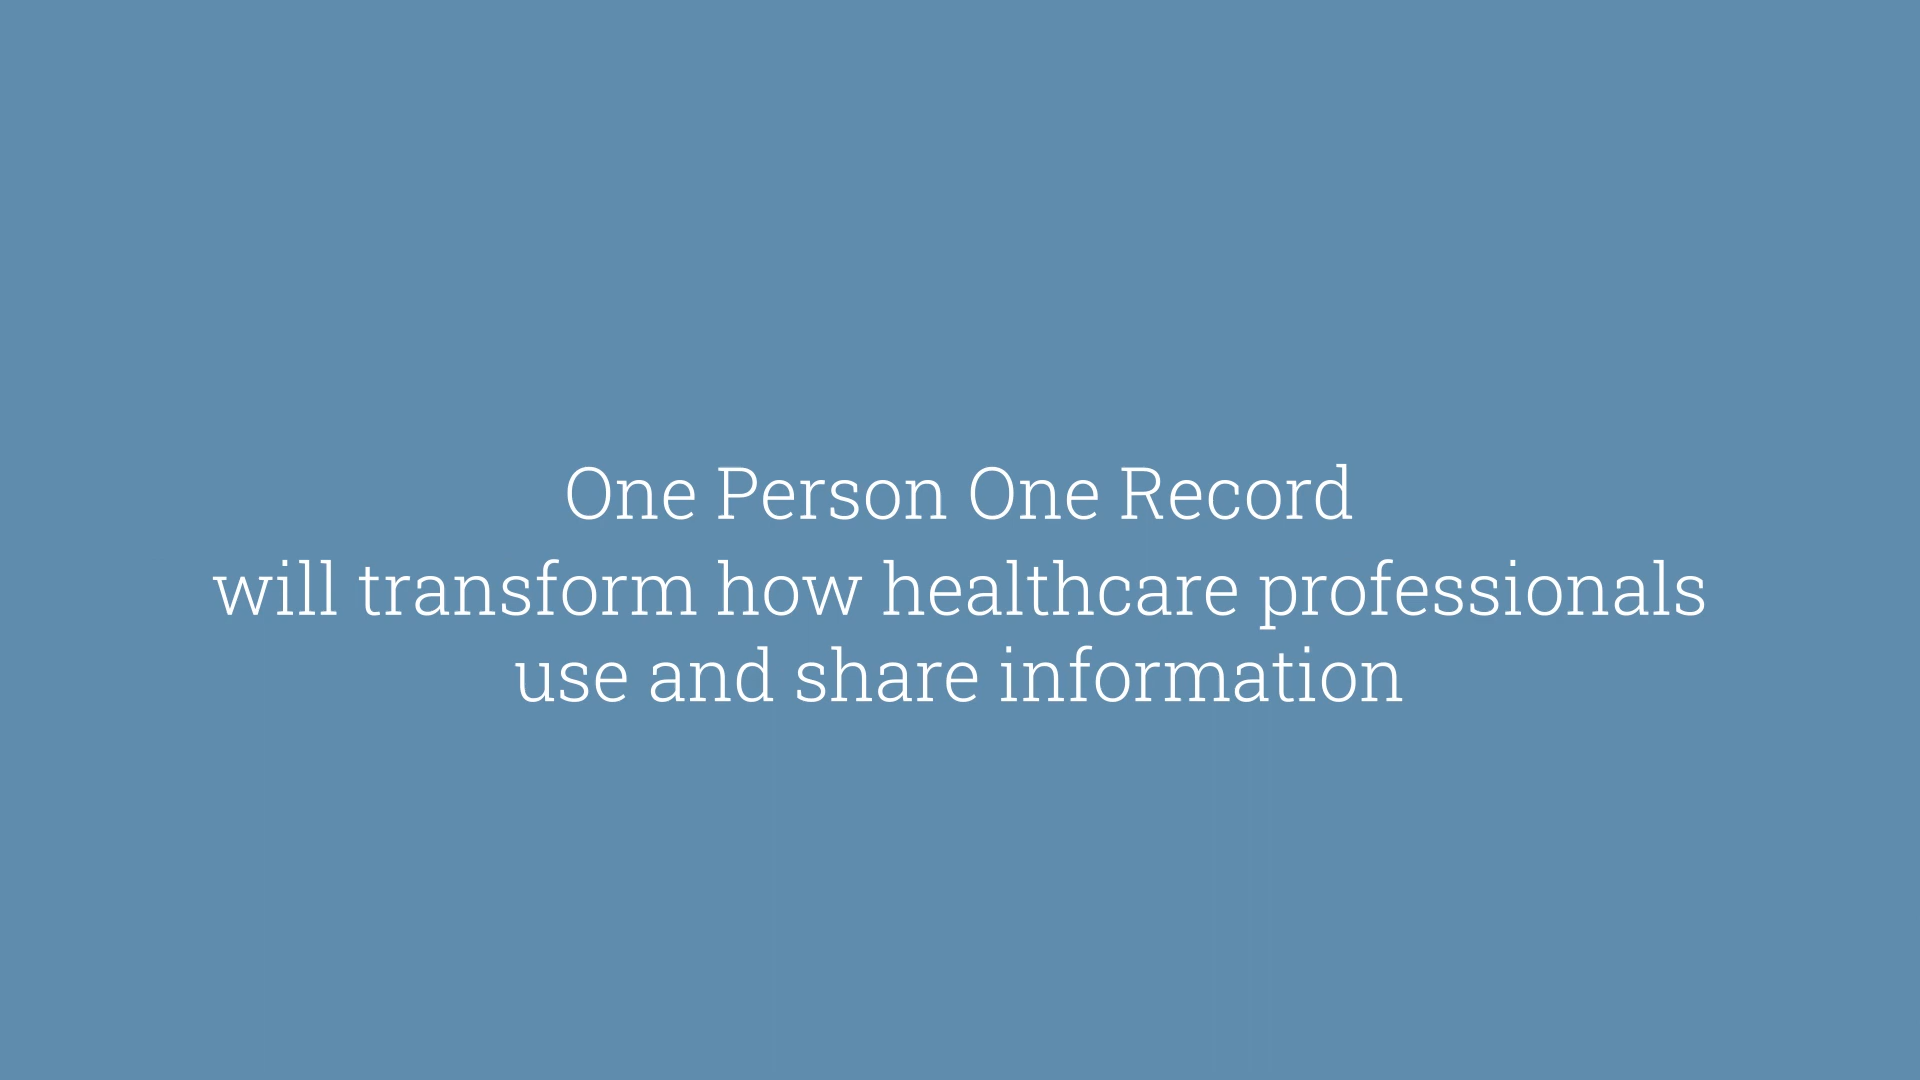 One Person One Record
will transform how healthcare professionals
use and share information